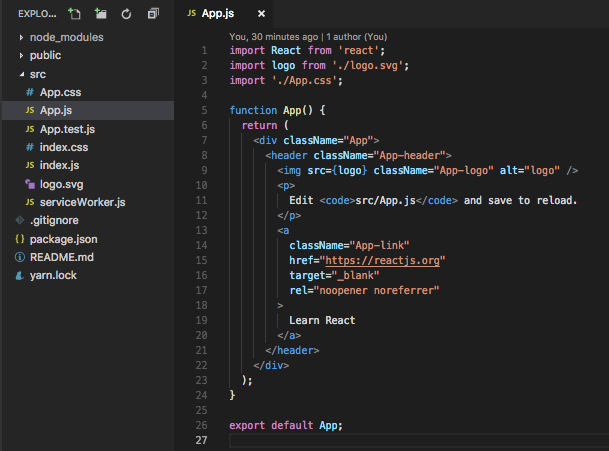 EXPLO...
node_modules
public
src
# App.css
JS App.js
JS App.test.js
# index.css
JS index.js
logo.svg
JS serviceWorker.js
.gitignore
{} package.json
README.md
yarn.lock
JS App.js ×
You, 30 minutes ago | 1 author (You)
1 import React from 'react';
2 import logo from './logo.svg';
3 import './App.css';
4
5 function App() {
6 return (
7 <div className="App">
8 <header className="App-header">
9 <img src={logo} className="App-logo" alt="logo" />
10 <p>
11 Edit <code>src/App.js</code> and save to reload.
12 </p>
13 <a
14 className="App-link"
15 href="https://reactjs.org"
16 target="_blank"
17 rel="noopener noreferrer"
18 >
19 Learn React
20 </a>
21 </header>
22 </div>
23 );
24 }
25
26 export default App;
27